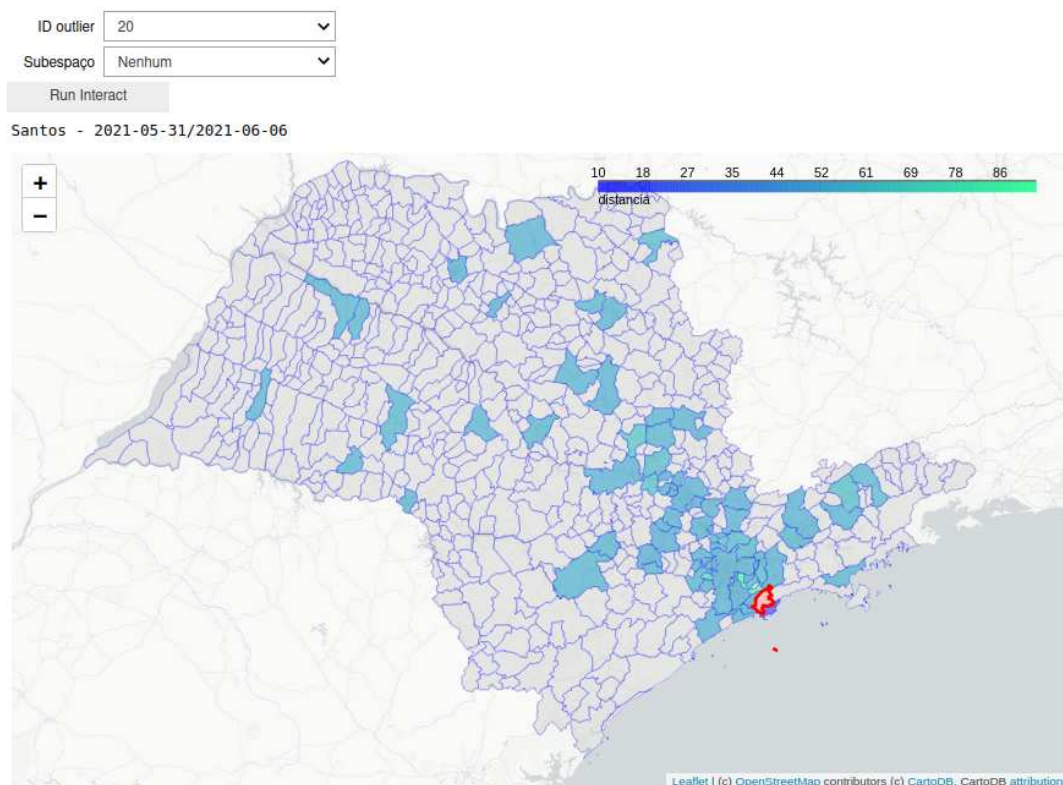 ID outlier 20
Subespaço Nenhum
Run Interact
Santos - 2021-05-31/2021-06-06
+
−
10 18 27 35 44 52 61 69 78 86
distancia
Leaflet | (c) OpenStreetMap contributors (c) CartoDB, CartoDB attribution